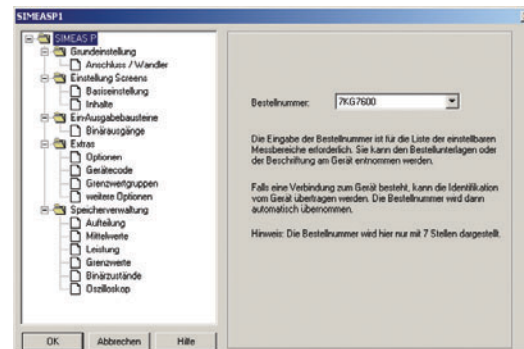 SIMEASP1
SIMEAS P
Grundeinstellung
Anschluss / Wandler
Einstellung Screens
Basiseinstellung
Inhalte
Ein-Ausgabebausteine
Binärausgänge
Extras
Optionen
Gerätecode
Grenzwertgruppen
weitere Optionen
Speicherverwaltung
Aufteilung
Mittelwerte
Leistung
Grenzwerte
Binärzustände
Oszilloskop
Bestellnummer: 7KG7600
Die Eingabe der Bestellnummer ist für die Liste der einstellbaren
Messbereiche erforderlich. Sie kann den Bestellunterlagen oder
der Beschriftung am Gerät entnommen werden.
Falls eine Verbindung zum Gerät besteht, kann die Identifikation
vom Gerät übertragen werden. Die Bestellnummer wird dann
automatisch übernommen.
Hinweis: Die Bestellnummer wird hier nur mit 7 Stellen dargestellt.
OK Abbrechen Hilfe